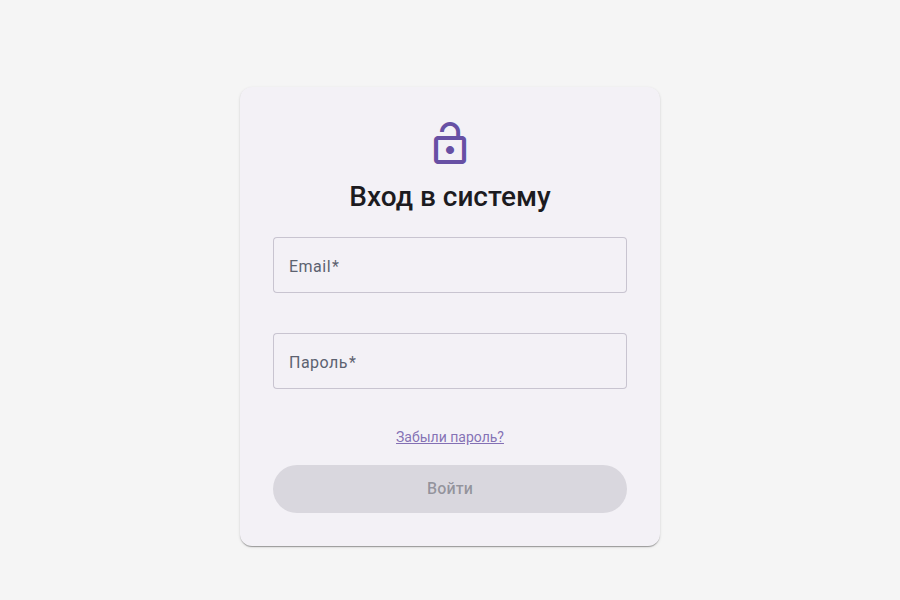 Вход в систему
Email*
Пароль*
Забыли пароль?
Войти